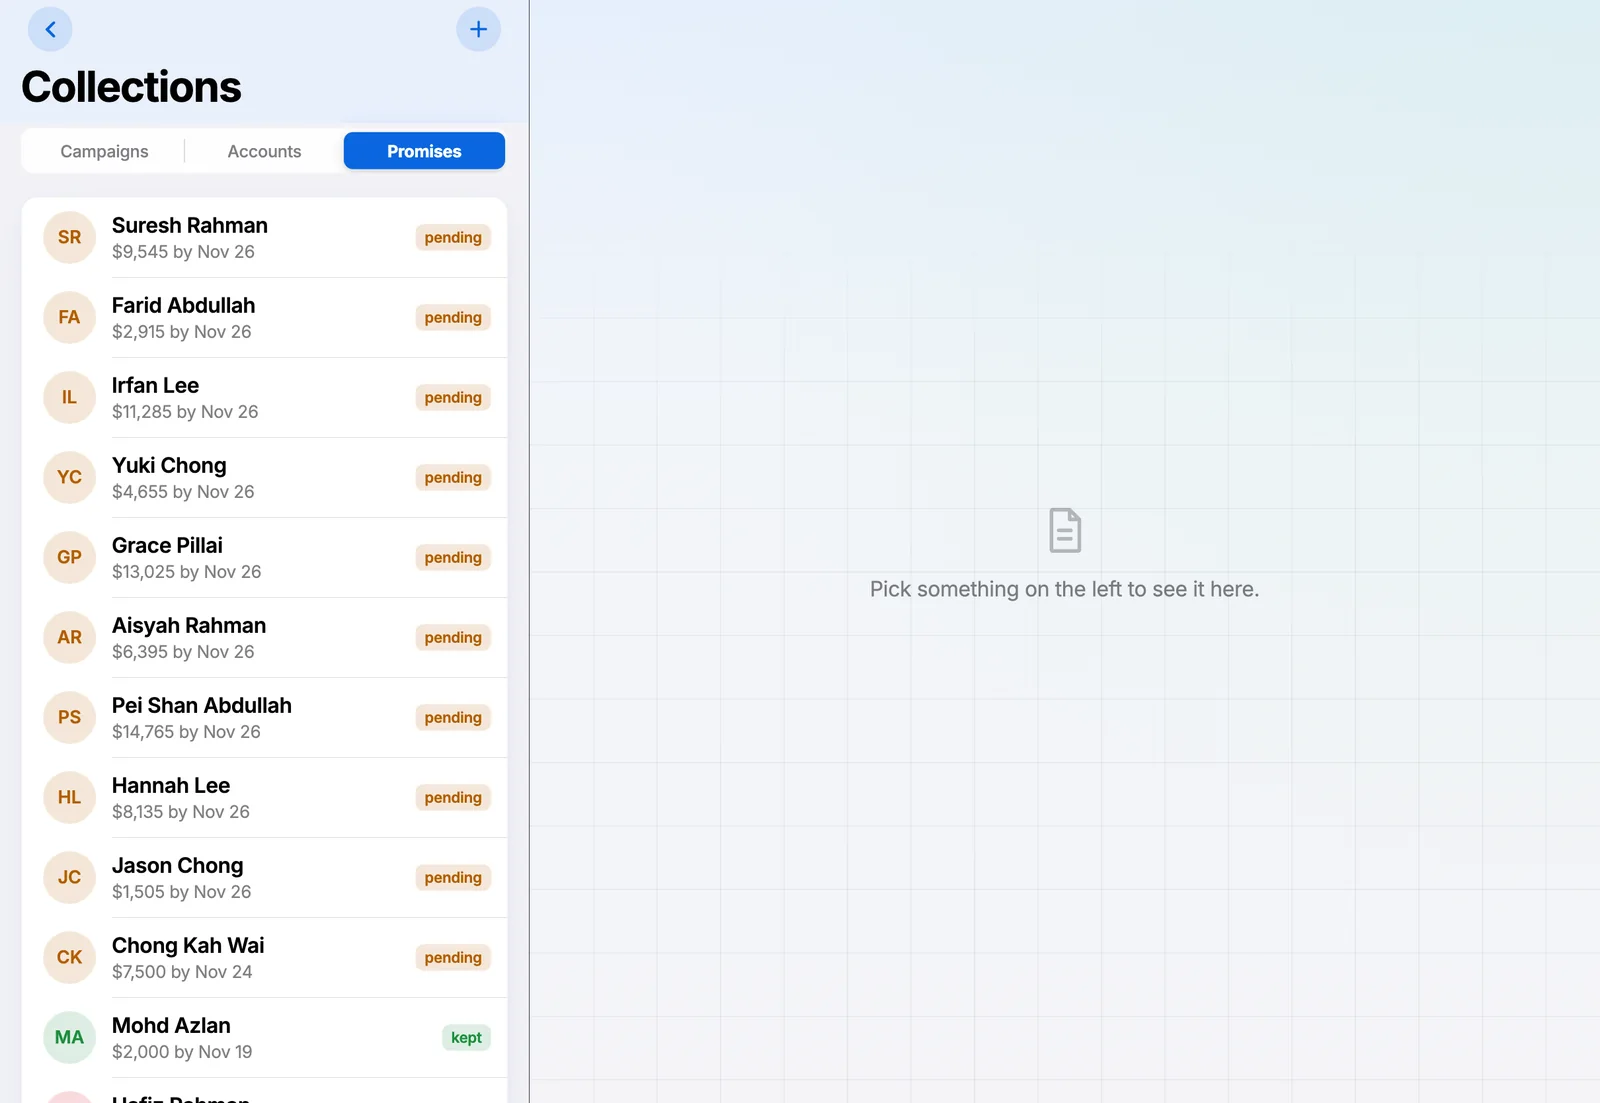 Collections
Campaigns
Accounts
Promises
SR
Suresh Rahman
$9,545 by Nov 26
pending
FA
Farid Abdullah
$2,915 by Nov 26
pending
IL
Irfan Lee
$11,285 by Nov 26
pending
YC
Yuki Chong
$4,655 by Nov 26
pending
GP
Grace Pillai
$13,025 by Nov 26
pending
AR
Aisyah Rahman
$6,395 by Nov 26
pending
PS
Pei Shan Abdullah
$14,765 by Nov 26
pending
HL
Hannah Lee
$8,135 by Nov 26
pending
JC
Jason Chong
$1,505 by Nov 26
pending
CK
Chong Kah Wai
$7,500 by Nov 24
pending
MA
Mohd Azlan
$2,000 by Nov 19
kept
Pick something on the left to see it here.